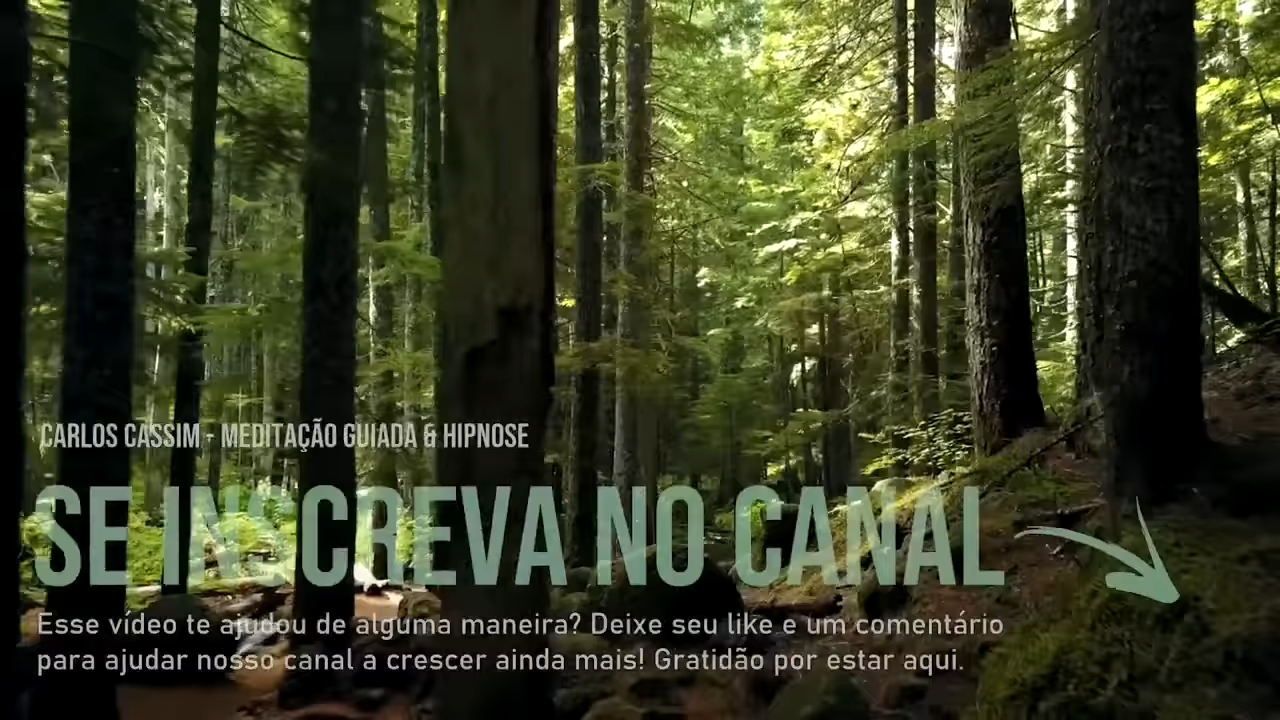 CARLOS CASSIM - MEDITAÇÃO GUIADA & HIPNOSE
SE INSCREVA NO CANAL
Esse vídeo te ajudou de alguma maneira? Deixe seu like e um comentário
para ajudar nosso canal a crescer ainda mais! Gratidão por estar aqui.